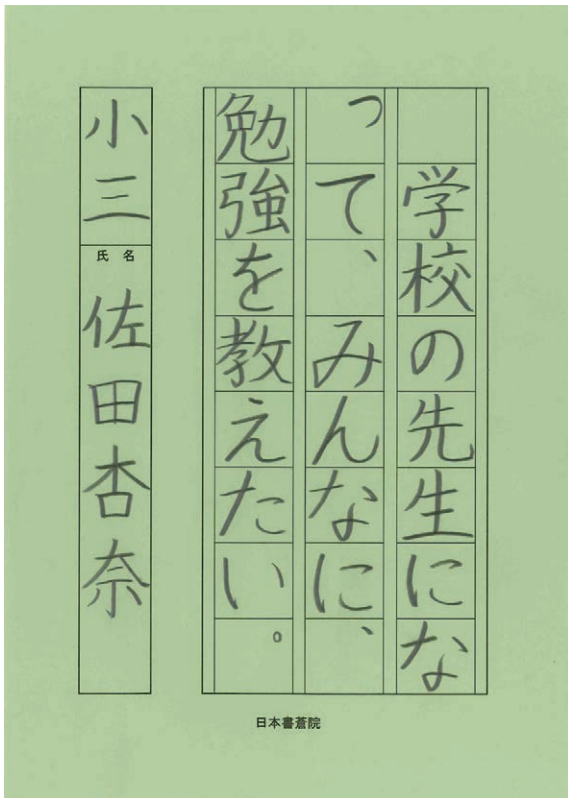 学校の先生にな
って、みんなに、
勉強を教えたい。
小三
氏名
佐田杏奈
日本書蒼院